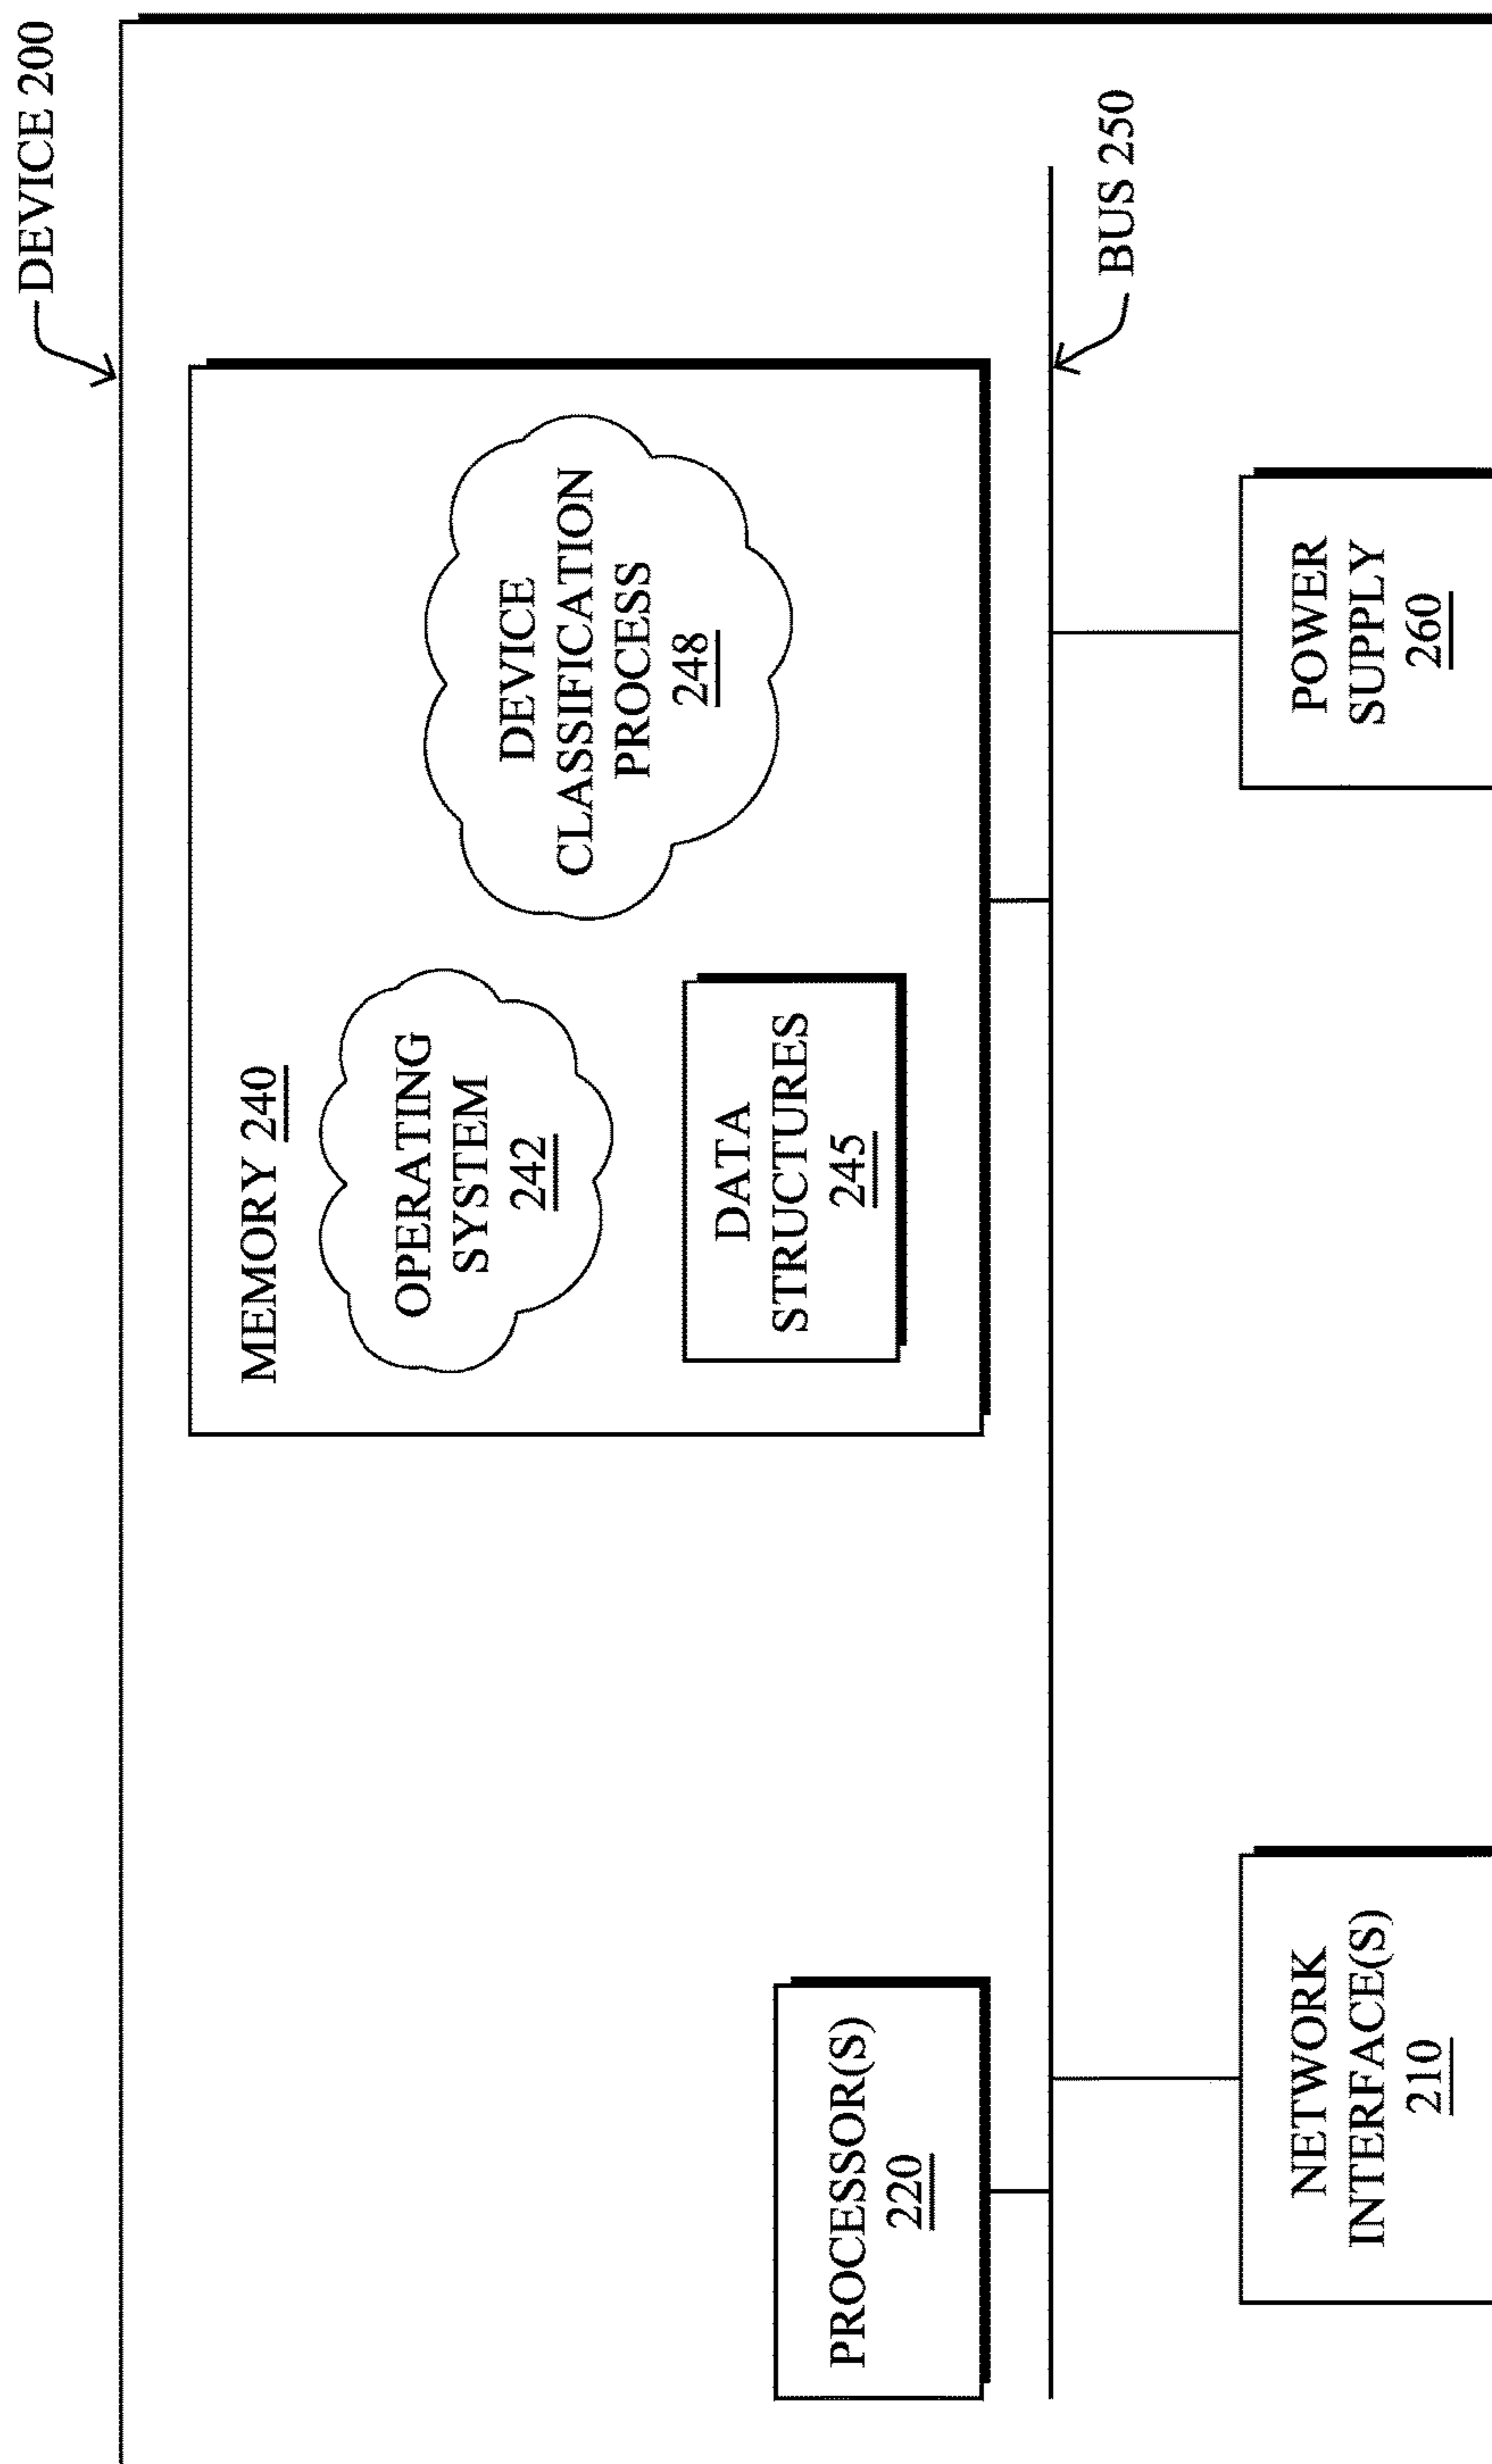 DEVICE 200
MEMORY 240
OPERATING
SYSTEM
242
DATA
STRUCTURES
245
DEVICE
CLASSIFICATION
PROCESS
248
PROCESSOR(S)
220
BUS 250
NETWORK
INTERFACE(S)
210
POWER
SUPPLY
260